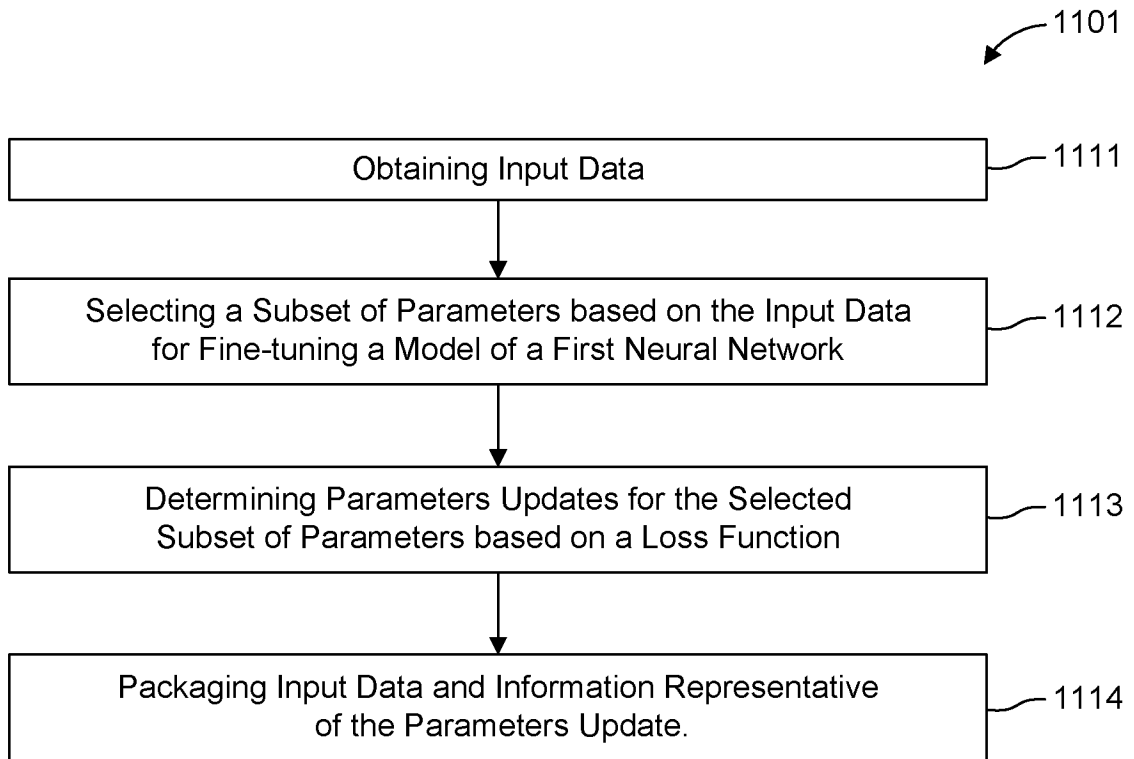 1101
Obtaining Input Data
1111
Selecting a Subset of Parameters based on the Input Data
for Fine-tuning a Model of a First Neural Network
1112
Determining Parameters Updates for the Selected
Subset of Parameters based on a Loss Function
1113
Packaging Input Data and Information Representative
of the Parameters Update.
1114